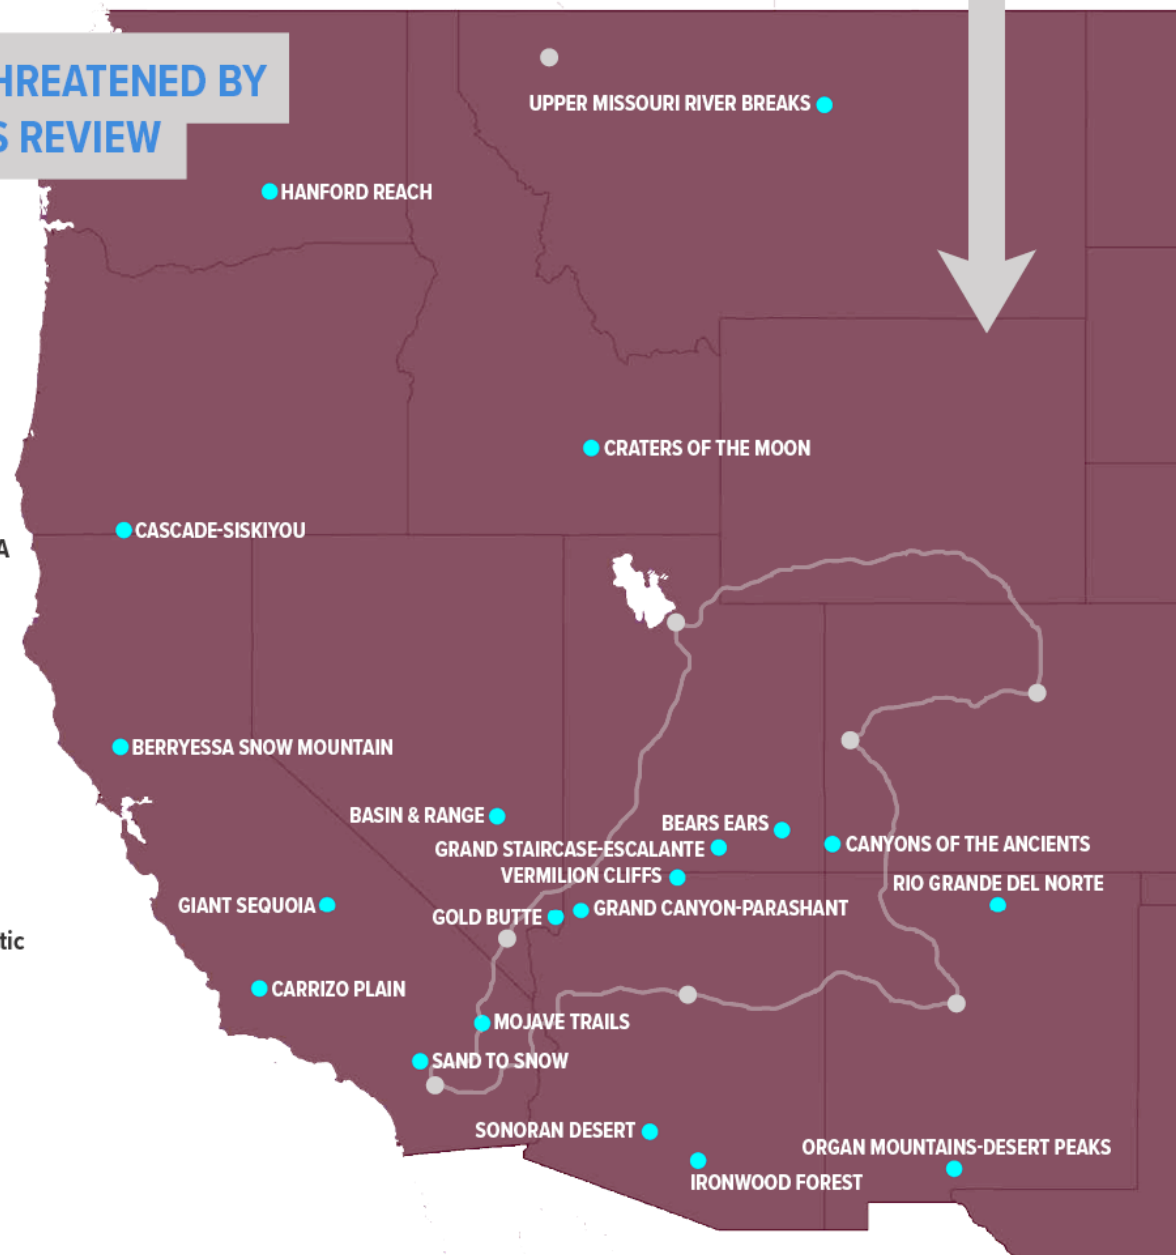 HREATENED BY
S REVIEW
UPPER MISSOURI RIVER BREAKS
HANFORD REACH
CRATERS OF THE MOON
CASCADE-SISKIYOU
A
BERRYESSA SNOW MOUNTAIN
BASIN & RANGE
BEARS EARS
GRAND STAIRCASE-ESCALANTE
CANYONS OF THE ANCIENTS
VERMILION CLIFFS
RIO GRANDE DEL NORTE
GIANT SEQUOIA
GOLD BUTTE
GRAND CANYON-PARASHANT
tic
CARRIZO PLAIN
MOJAVE TRAILS
SAND TO SNOW
SONORAN DESERT
ORGAN MOUNTAINS-DESERT PEAKS
IRONWOOD FOREST